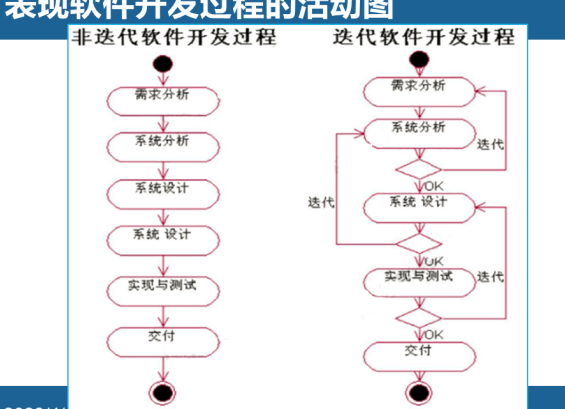 表现软件开发过程的活动图
非迭代软件开发过程
需求分析
系统分析
系统设计
系统 设计
实现与测试
交付
迭代软件开发过程
需求分析
系统分析
迭代
OK
系统 设计
迭代
OK
实现与测试
迭代
OK
交付